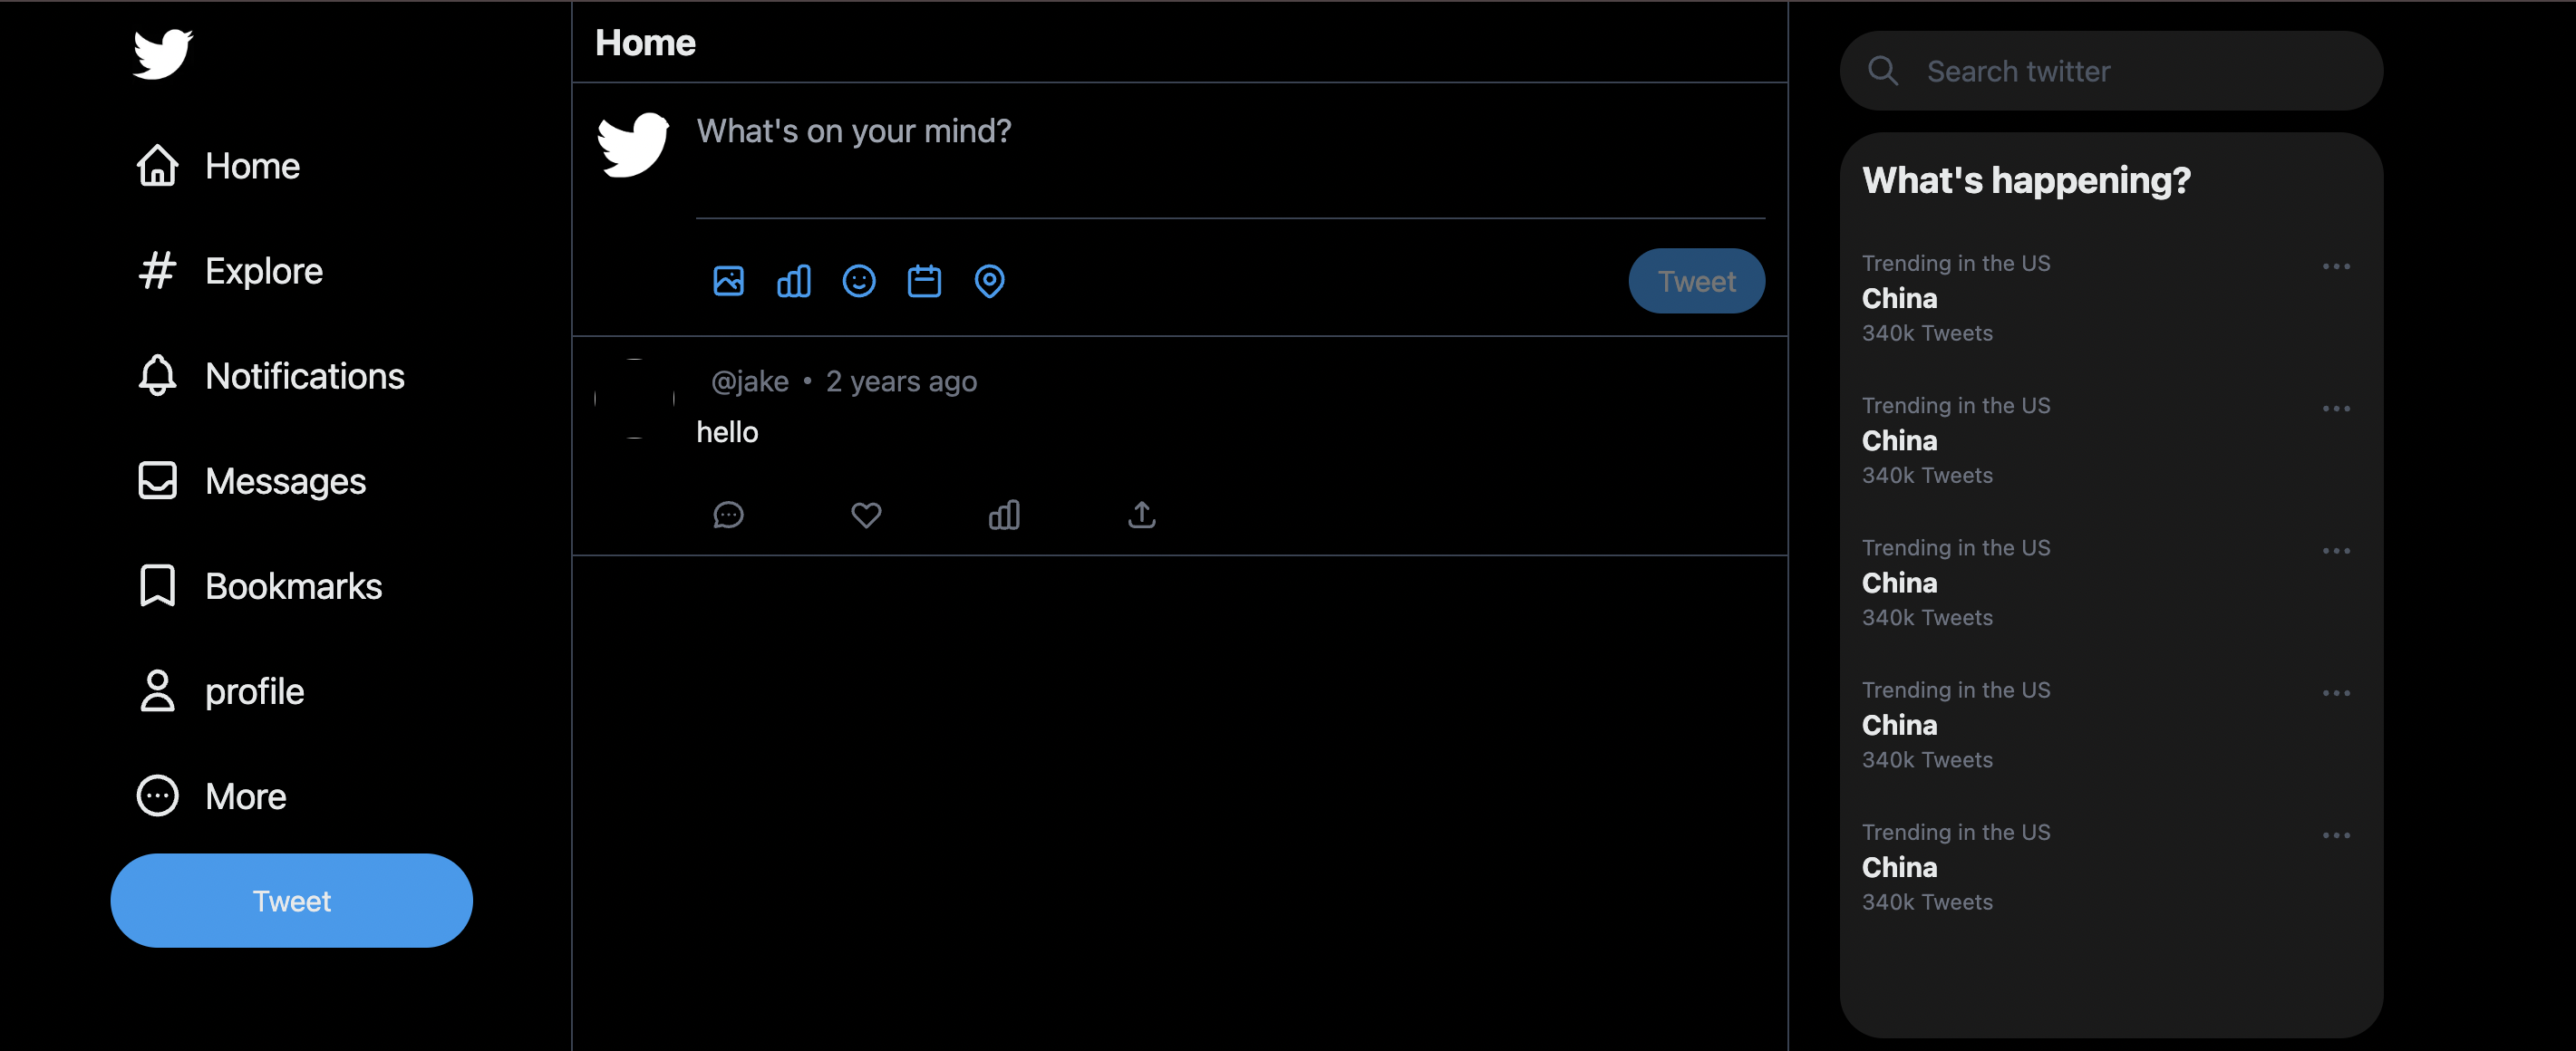 Home
Explore
Notifications
Messages
Bookmarks
profile
More
Tweet
Home
What's on your mind?
Tweet
@jake • 2 years ago
hello
Search twitter
What's happening?
Trending in the US
China
340k Tweets
Trending in the US
China
340k Tweets
Trending in the US
China
340k Tweets
Trending in the US
China
340k Tweets
Trending in the US
China
340k Tweets